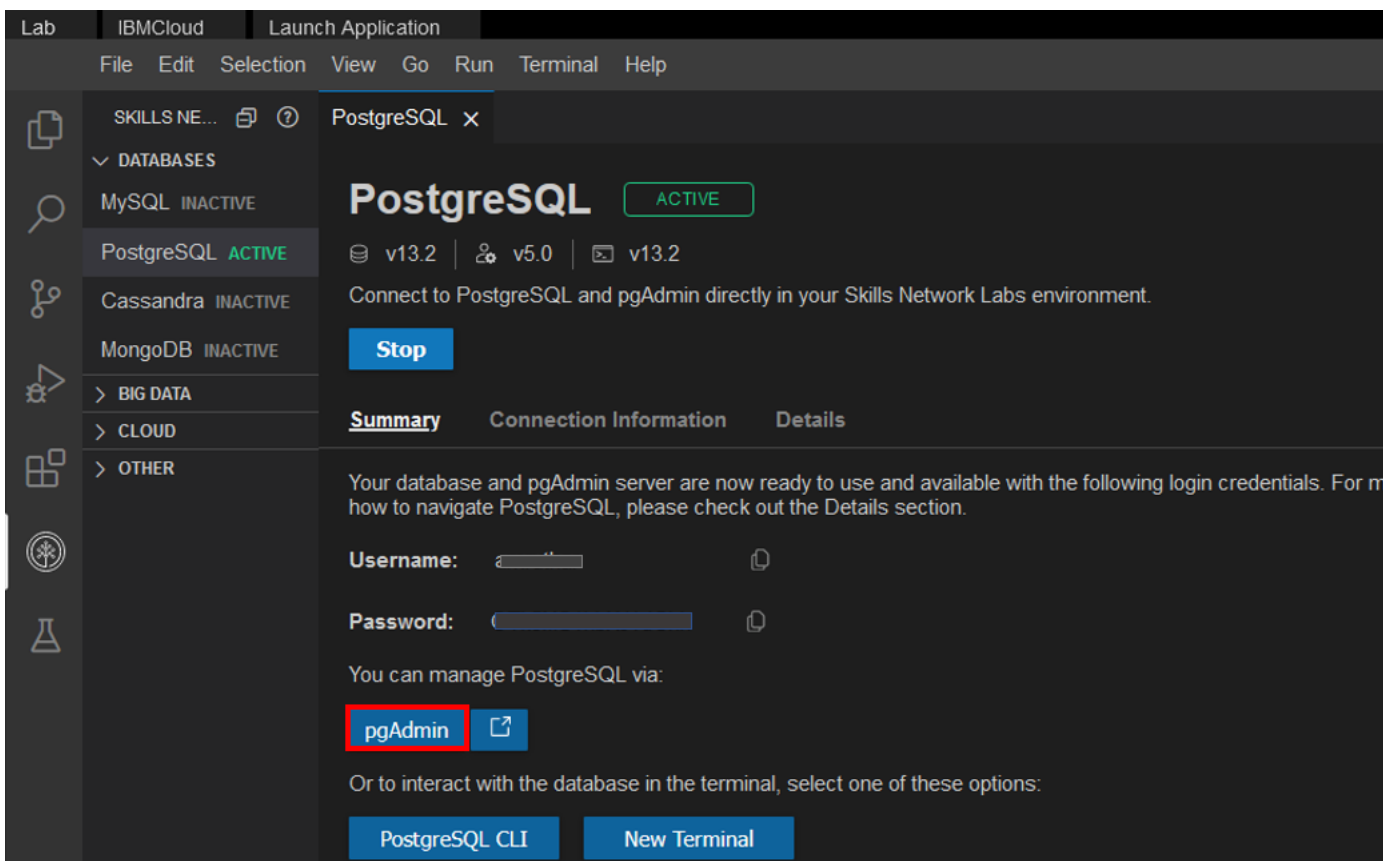 Lab IBMCloud Launch Application
File Edit Selection View Go Run Terminal Help
SKILLS NE... PostgreSQL
DATABASES
MySQL INACTIVE
PostgreSQL ACTIVE
Cassandra INACTIVE
MongoDB INACTIVE
BIG DATA
CLOUD
OTHER
PostgreSQL ACTIVE
v13.2 v5.0 v13.2
Connect to PostgreSQL and pgAdmin directly in your Skills Network Labs environment.
Stop
Summary Connection Information Details
Your database and pgAdmin server are now ready to use and available with the following login credentials. For m
how to navigate PostgreSQL, please check out the Details section.
Username:
Password:
You can manage PostgreSQL via:
pgAdmin
Or to interact with the database in the terminal, select one of these options:
PostgreSQL CLI New Terminal